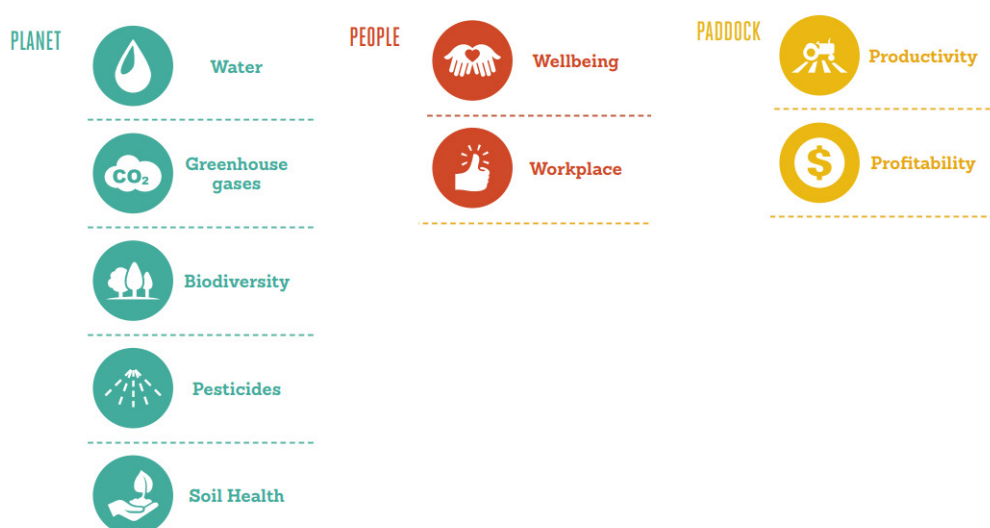 PLANET
Water
Greenhouse
gases
CO₂
Biodiversity
Pesticides
Soil Health
PEOPLE
Wellbeing
Workplace
PADDOCK
Productivity
$
Profitability